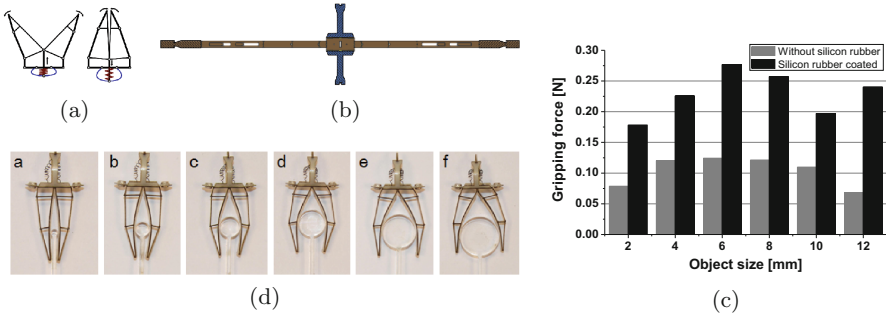 (a)
(b)
a b c d e f
(d)
Gripping force [N]
0.30
0.25
0.20
0.15
0.10
0.05
0.00
Without silicon rubber
Silicon rubber coated
2 4 6 8 10 12
Object size [mm]
(c)